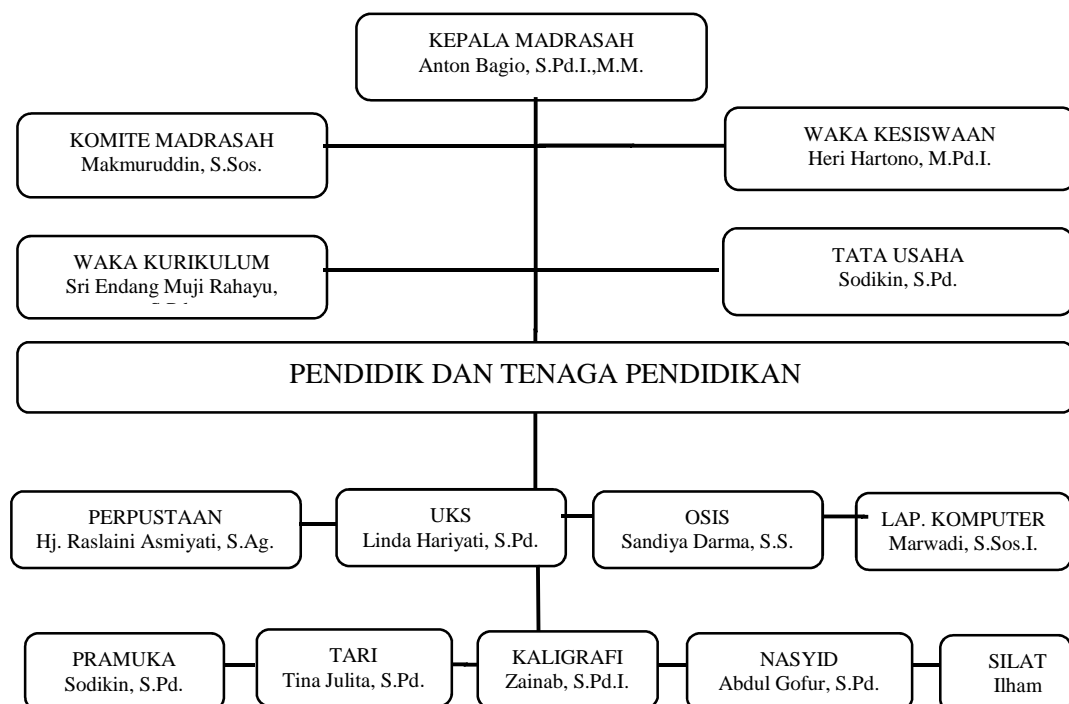 KEPALA MADRASAH
Anton Bagio, S.Pd.I.,M.M.
KOMITE MADRASAH
Makmuruddin, S.Sos.
WAKA KESISWAAN
Heri Hartono, M.Pd.I.
WAKA KURIKULUM
Sri Endang Muji Rahayu,
TATA USAHA
Sodikin, S.Pd.
PENDIDIK DAN TENAGA PENDIDIKAN
PERPUSTAAN
Hj. Raslaini Asmiyati, S.Ag.
UKS
Linda Hariyati, S.Pd.
OSIS
Sandiya Darma, S.S.
LAP. KOMPUTER
Marwadi, S.Sos.I.
PRAMUKA
Sodikin, S.Pd.
TARI
Tina Julita, S.Pd.
KALIGRAFI
Zainab, S.Pd.I.
NASYID
Abdul Gofur, S.Pd.
SILAT
Ilham